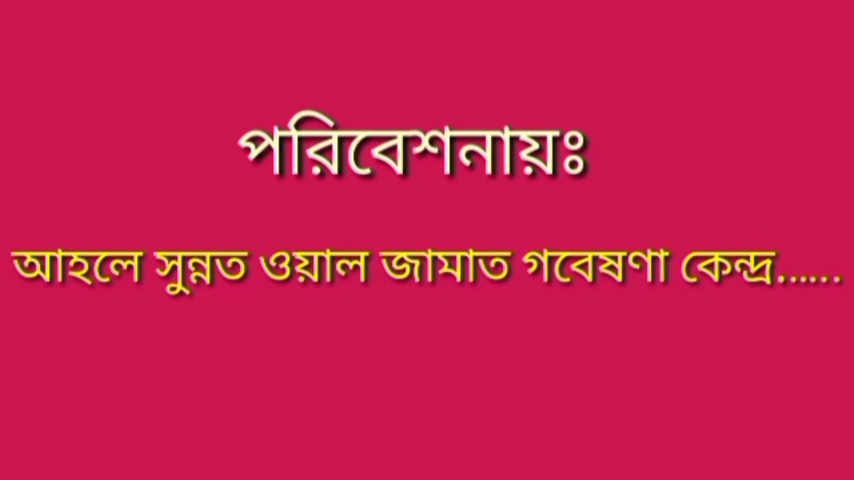 পরিবেশনায়ঃ
আহলে সুন্নত ওয়াল জামাত গবেষণা কেন্দ্র......